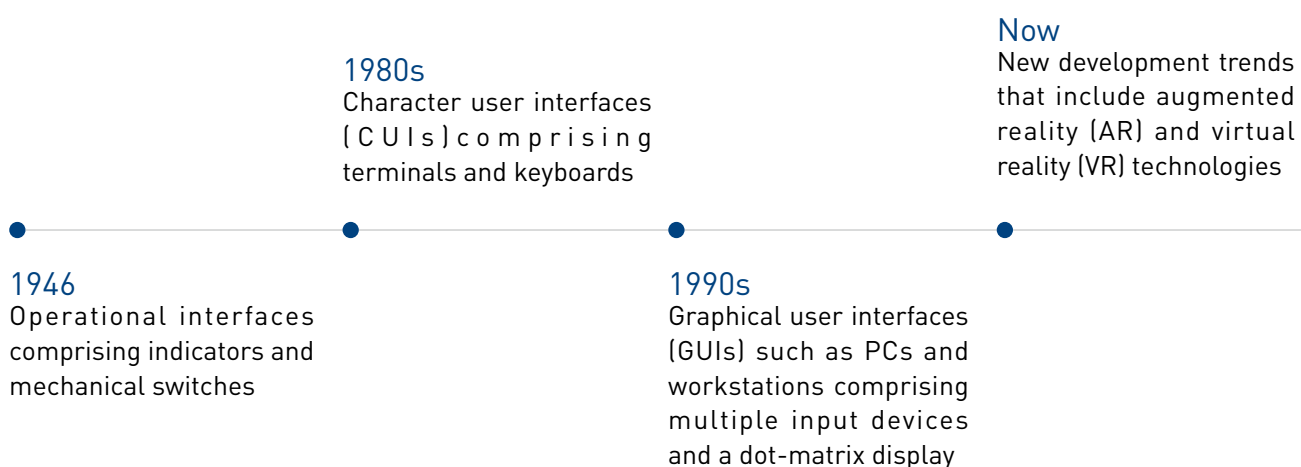 1946
Operational interfaces
comprising indicators and
mechanical switches
1980s
Character user interfaces
(CUIs)comprising
terminals and keyboards
1990s
Graphical user interfaces
(GUIs) such as PCs and
workstations comprising
multiple input devices
and a dot-matrix display
Now
New development trends
that include augmented
reality (AR) and virtual
reality (VR) technologies